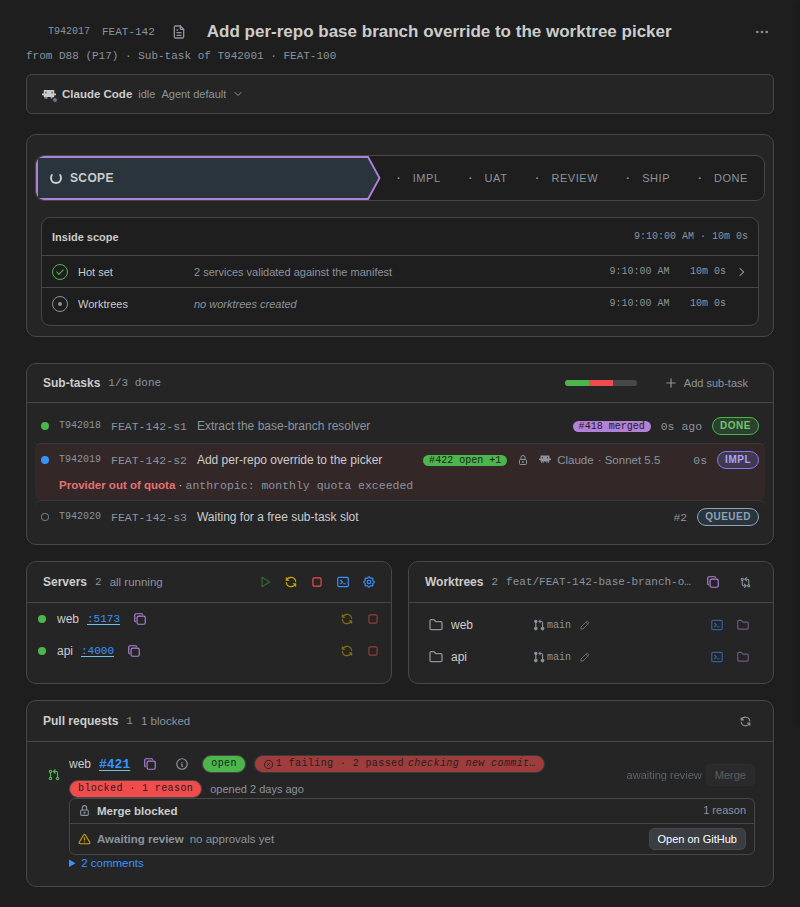 T942017 FEAT-142 Add per-repo base branch override to the worktree picker
from D88 (P17) · Sub-task of T942001 · FEAT-100
Claude Code idle Agent default
SCOPE · IMPL · UAT · REVIEW · SHIP · DONE
Inside scope 9:10:00 AM · 10m 0s
Hot set 2 services validated against the manifest 9:10:00 AM 10m 0s
Worktrees no worktrees created 9:10:00 AM 10m 0s
Sub-tasks 1/3 done Add sub-task
T942018 FEAT-142-s1 Extract the base-branch resolver #418 merged 0s ago DONE
T942019 FEAT-142-s2 Add per-repo override to the picker #422 open +1 Claude · Sonnet 5.5 0s IMPL
Provider out of quota · anthropic: monthly quota exceeded
T942020 FEAT-142-s3 Waiting for a free sub-task slot #2 QUEUED
Servers 2 all running
web :5173
api :4000
Worktrees 2 feat/FEAT-142-base-branch-o…
web main
api main
Pull requests 1 1 blocked
web #421 open 1 failing · 2 passed checking new commit…
blocked · 1 reason opened 2 days ago
awaiting review Merge
Merge blocked 1 reason
Awaiting review no approvals yet Open on GitHub
2 comments